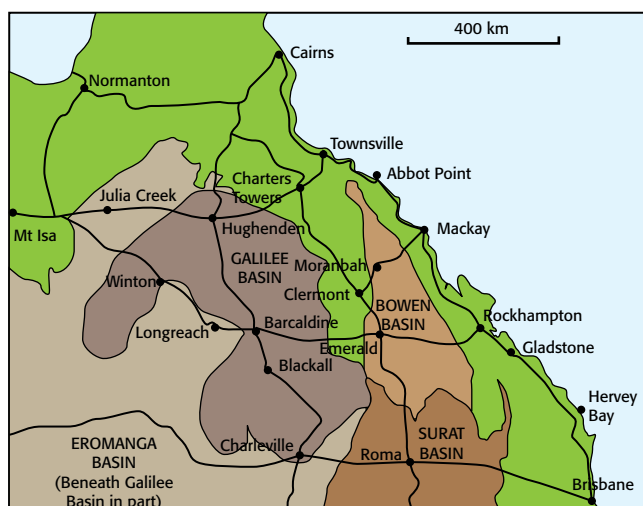 400 km
Cairns
Normanton
Townsville
Abbot Point
Charters
Towers
Julia Creek
Mt Isa
Hughenden
Mackay
GALILEE
BASIN
Moranbah
Winton
Clermont
BOWEN
BASIN
Rockhampton
Longreach
Barcaldine
Emerald
Gladstone
Blackall
Hervey
Bay
Charleville
EROMANGA
BASIN
(Beneath Galilee
Basin in part)
Roma
SURAT
BASIN
Brisbane